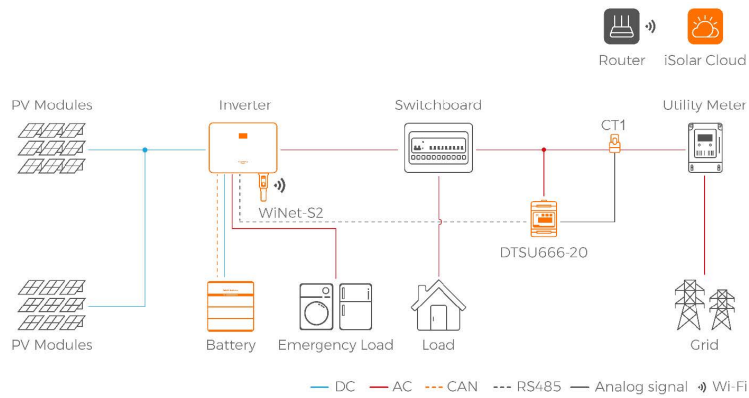 Router
iSolar Cloud
PV Modules
Inverter
Switchboard
Utility Meter
CT1
WiNet-S2
DTSU666-20
PV Modules
Battery
Emergency Load
Load
Grid
DC
AC
CAN
RS485
Analog signal
Wi-Fi